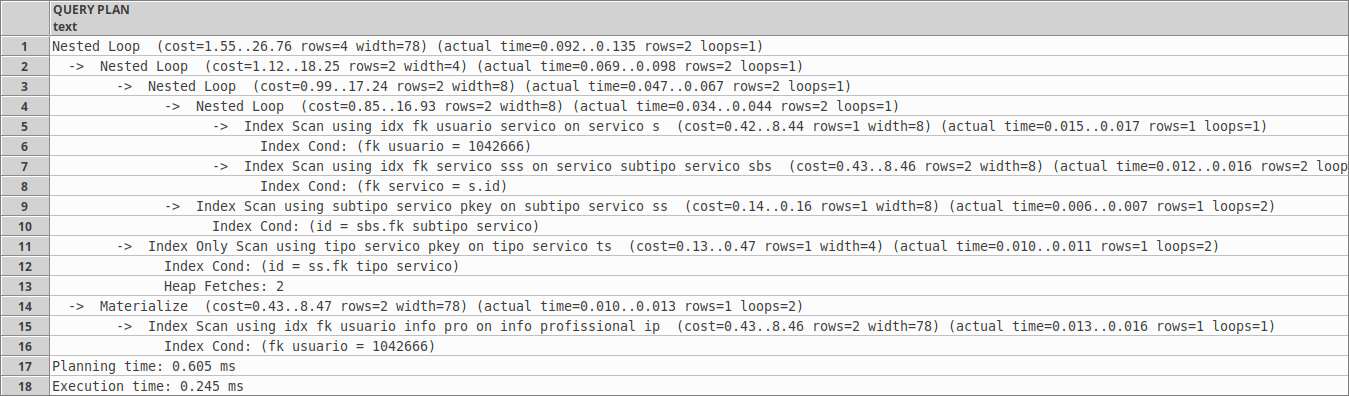 QUERY PLAN
text
1 Nested Loop (cost=1.55..26.76 rows=4 width=78) (actual time=0.092..0.135 rows=2 loops=1)
2 -> Nested Loop (cost=1.12..18.25 rows=2 width=4) (actual time=0.069..0.098 rows=2 loops=1)
3 -> Nested Loop (cost=0.99..17.24 rows=2 width=8) (actual time=0.047..0.067 rows=2 loops=1)
4 -> Nested Loop (cost=0.85..16.93 rows=2 width=8) (actual time=0.034..0.044 rows=2 loops=1)
5 -> Index Scan using idx fk usuario servico on servico s (cost=0.42..8.44 rows=1 width=8) (actual time=0.015..0.017 rows=1 loops=1)
6 Index Cond: (fk usuario = 1042666)
7 -> Index Scan using idx fk servico sss on servico subtipo servico sbs (cost=0.43..8.46 rows=2 width=8) (actual time=0.012..0.016 rows=2 loop
8 Index Cond: (fk servico = s.id)
9 -> Index Scan using subtipo servico pkey on subtipo servico ss (cost=0.14..0.16 rows=1 width=8) (actual time=0.006..0.007 rows=1 loops=2)
10 Index Cond: (id = sbs.fk subtipo servico)
11 -> Index Only Scan using tipo servico pkey on tipo servico ts (cost=0.13..0.47 rows=1 width=4) (actual time=0.010..0.011 rows=1 loops=2)
12 Index Cond: (id = ss.fk tipo servico)
13 Heap Fetches: 2
14 -> Materialize (cost=0.43..8.47 rows=2 width=78) (actual time=0.010..0.013 rows=1 loops=2)
15 -> Index Scan using idx fk usuario info pro on info profissional ip (cost=0.43..8.46 rows=2 width=78) (actual time=0.013..0.016 rows=1 loops=1)
16 Index Cond: (fk usuario = 1042666)
17 Planning time: 0.605 ms
18 Execution time: 0.245 ms